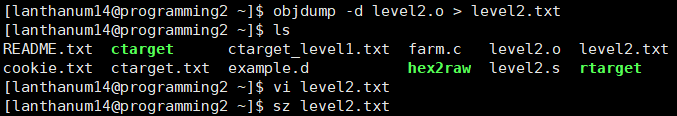 [lanthanum14@programming2 ~]$ objdump -d level2.o > level2.txt
[lanthanum14@programming2 ~]$ ls
README.txt ctarget ctarget_level1.txt farm.c level2.o level2.txt
cookie.txt ctarget.txt example.d hex2raw level2.s rtarget
[lanthanum14@programming2 ~]$ vi level2.txt
[lanthanum14@programming2 ~]$ sz level2.txt